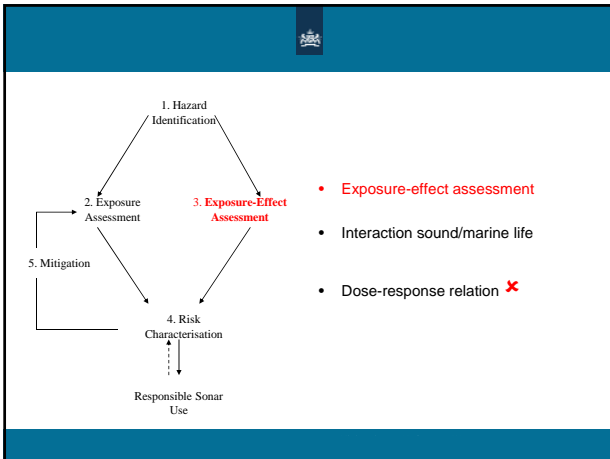 1. Hazard
Identification
2. Exposure
Assessment
3. Exposure-Effect
Assessment
5. Mitigation
4. Risk
Characterisation
Responsible Sonar
Use
• Exposure-effect assessment
• Interaction sound/marine life
• Dose-response relation ✘